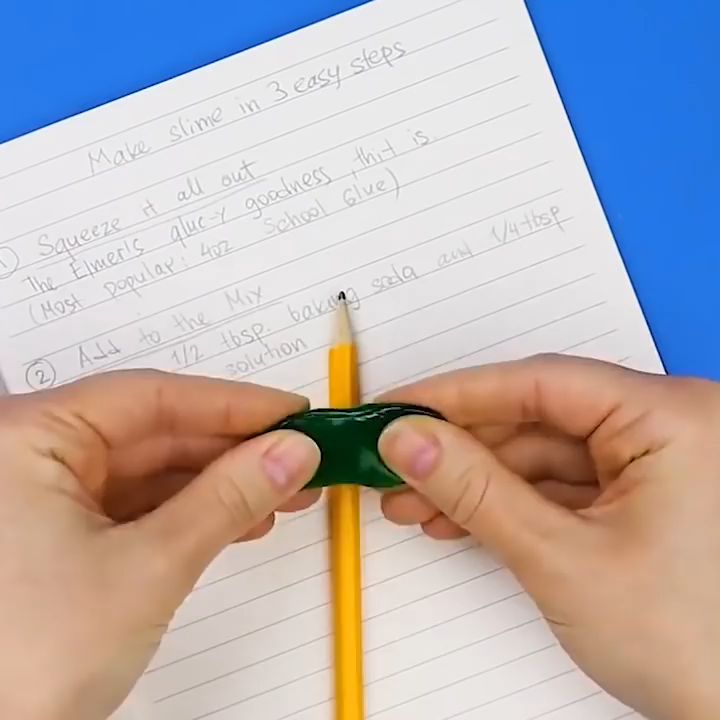 Make slime in 3 easy steps
1 Squeeze it all out
The Elmer's glue-y goodness, that is.
(Most popular: 4oz School Glue)
2 Add to the Mix
1/2 tbsp. baking soda and 1/4 tbsp
solution